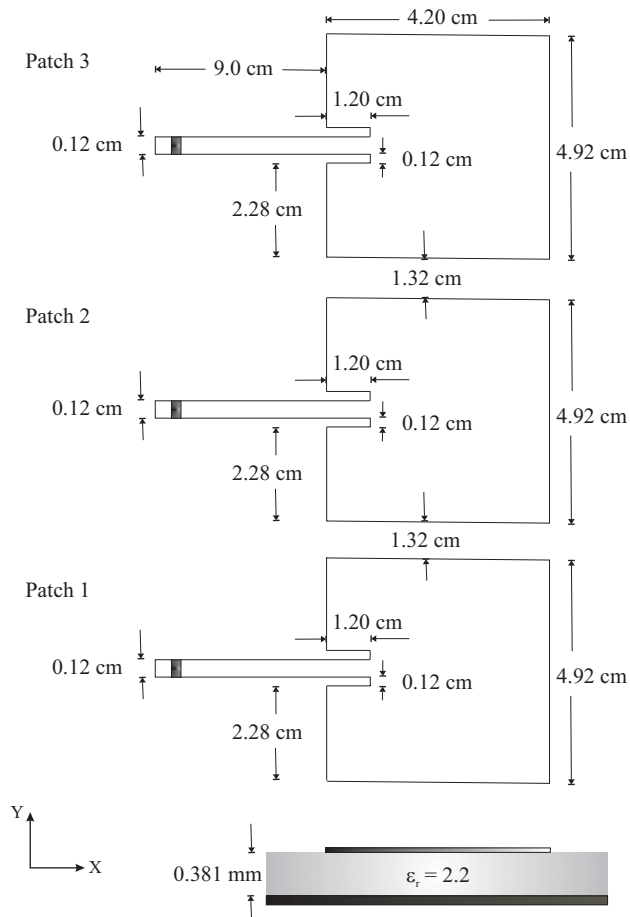 4.20 cm
Patch 3
9.0 cm
1.20 cm
0.12 cm
0.12 cm
4.92 cm
2.28 cm
1.32 cm
Patch 2
1.20 cm
0.12 cm
0.12 cm
4.92 cm
2.28 cm
1.32 cm
Patch 1
1.20 cm
0.12 cm
0.12 cm
4.92 cm
2.28 cm
Y
X
0.381 mm
εr = 2.2